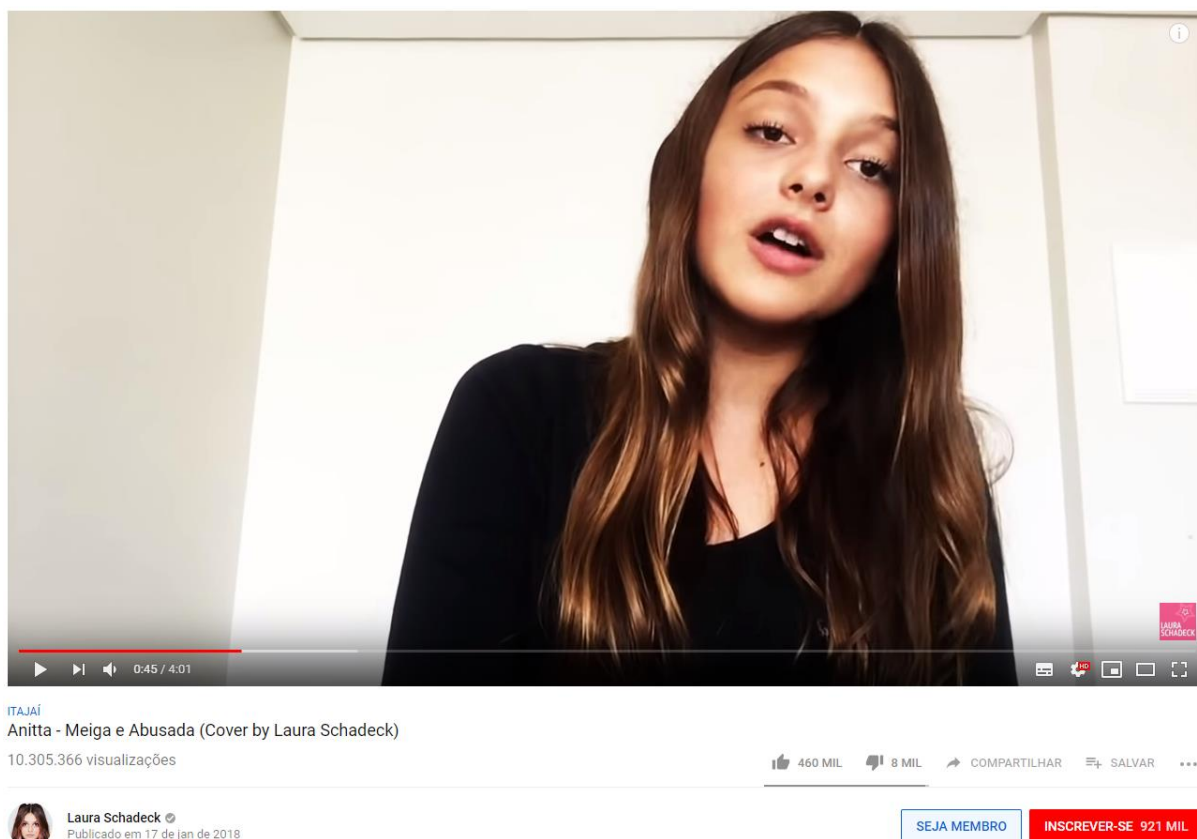 i
LAURA
SCHADECK
0:45 / 4:01
HD
ITAJAÍ
Anitta - Meiga e Abusada (Cover by Laura Schadeck)
10.305.366 visualizações
460 MIL 8 MIL COMPARTILHAR SALVAR
Laura Schadeck
Publicado em 17 de jan de 2018
SEJA MEMBRO INSCREVER-SE 921 MIL